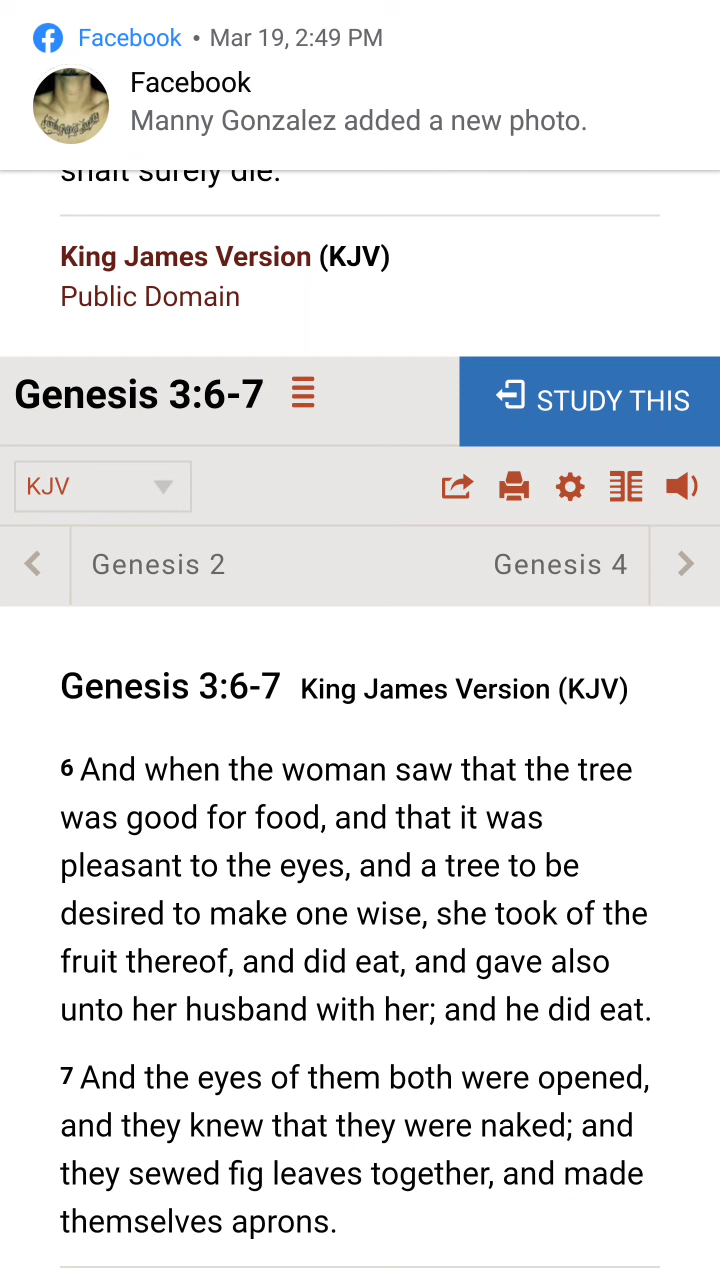 Facebook • Mar 19, 2:49 PM
Facebook
Manny Gonzalez added a new photo.
shalt surely die.
King James Version (KJV)
Public Domain
Genesis 3:6-7
STUDY THIS
KJV
Genesis 2
Genesis 4
Genesis 3:6-7 King James Version (KJV)
6 And when the woman saw that the tree
was good for food, and that it was
pleasant to the eyes, and a tree to be
desired to make one wise, she took of the
fruit thereof, and did eat, and gave also
unto her husband with her; and he did eat.
7 And the eyes of them both were opened,
and they knew that they were naked; and
they sewed fig leaves together, and made
themselves aprons.